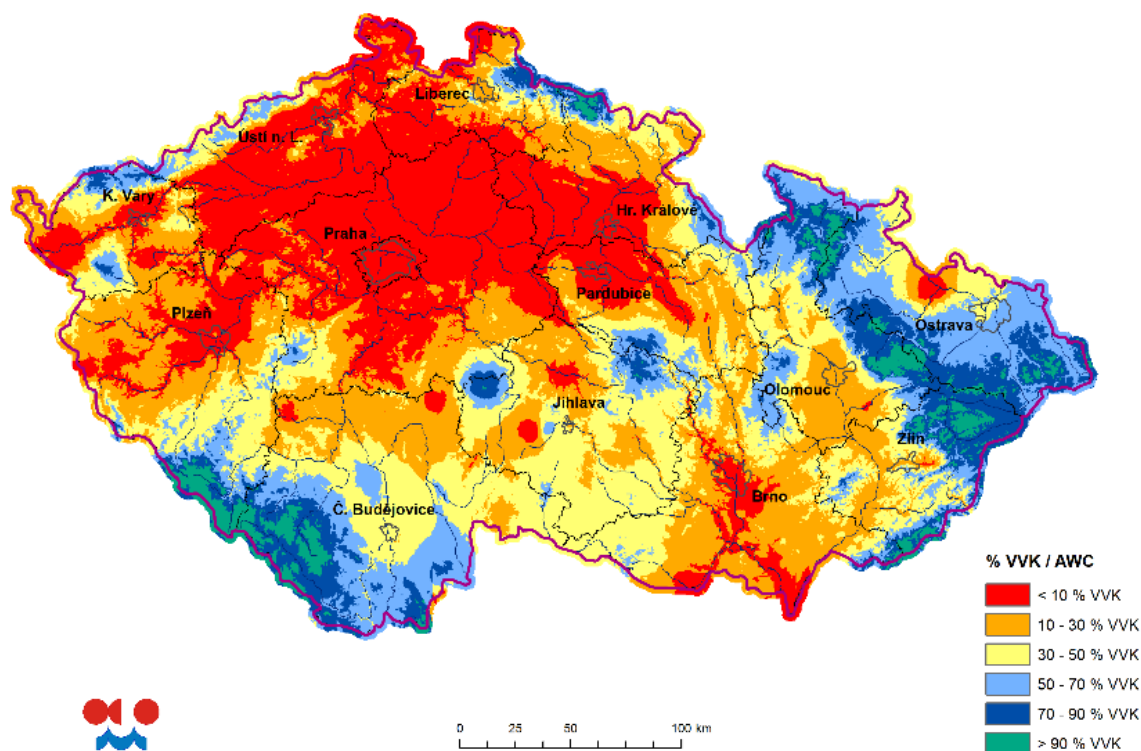 Liberec
Ústí n. L.
K. Vary
Hr. Králové
Praha
Pardubice
Plzeň
Ostrava
Olomouc
Jihlava
Zlín
Brno
Č. Budějovice
% VVK / AWC
< 10 % VVK
10 - 30 % VVK
30 - 50 % VVK
50 - 70 % VVK
70 - 90 % VVK
> 90 % VVK
0 25 50 100 km